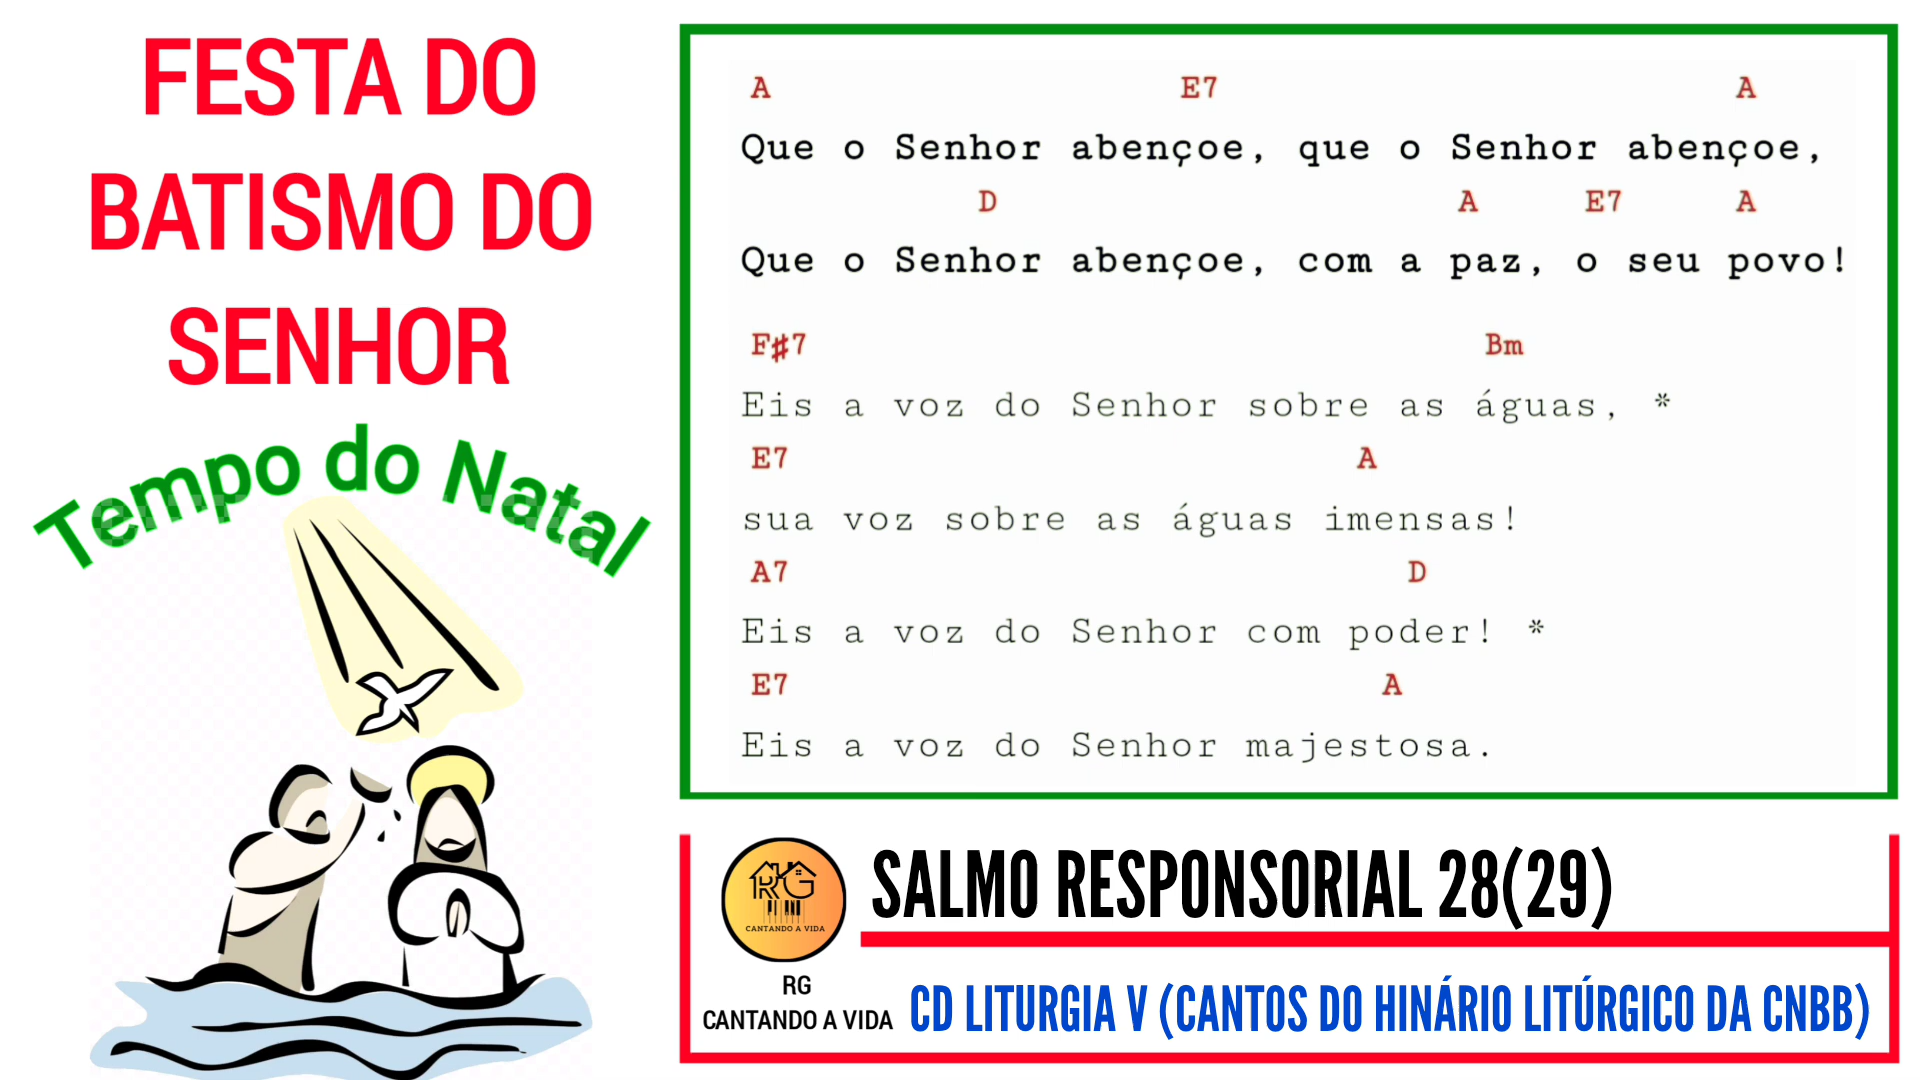 FESTA DO
BATISMO DO
SENHOR
Tempo do Natal
A E7 A
Que o Senhor abençoe, que o Senhor abençoe,
D A E7 A
Que o Senhor abençoe, com a paz, o seu povo!
F♯7 Bm
Eis a voz do Senhor sobre as águas, *
E7 A
sua voz sobre as águas imensas!
A7 D
Eis a voz do Senhor com poder! *
E7 A
Eis a voz do Senhor majestosa.
RG
PIANO
CANTANDO A VIDA
RG
CANTANDO A VIDA
SALMO RESPONSORIAL 28(29)
CD LITURGIA V (CANTOS DO HINÁRIO LITÚRGICO DA CNBB)